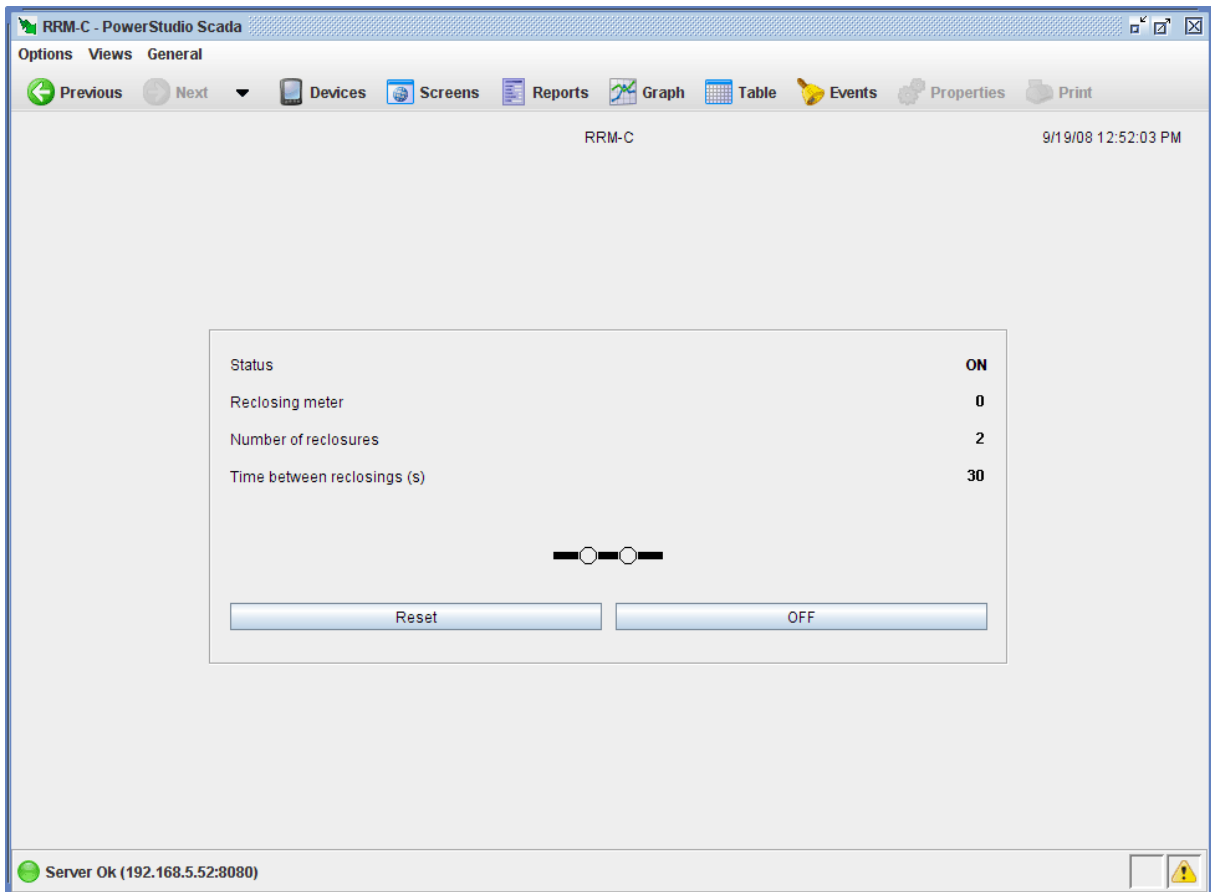 RRM-C - PowerStudio Scada
Options Views General
Previous Next Devices Screens Reports Graph Table Events Properties Print
RRM-C 9/19/08 12:52:03 PM
Status ON
Reclosing meter 0
Number of reclosures 2
Time between reclosings (s) 30
Reset OFF
Server Ok (192.168.5.52:8080)